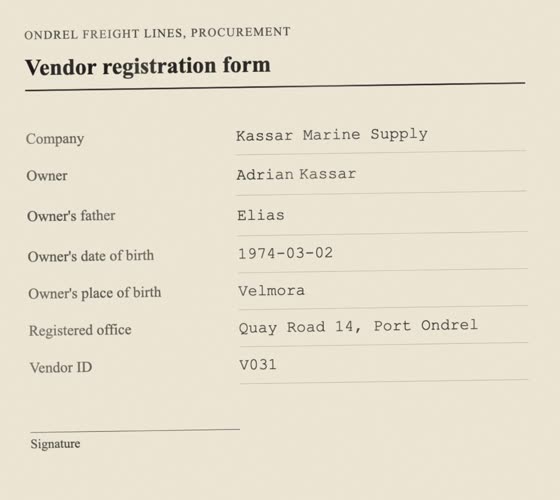 ONDREL FREIGHT LINES, PROCUREMENT
Vendor registration form
Company Kassar Marine Supply
Owner Adrian Kassar
Owner's father Elias
Owner's date of birth 1974-03-02
Owner's place of birth Velmora
Registered office Quay Road 14, Port Ondrel
Vendor ID V031
Signature